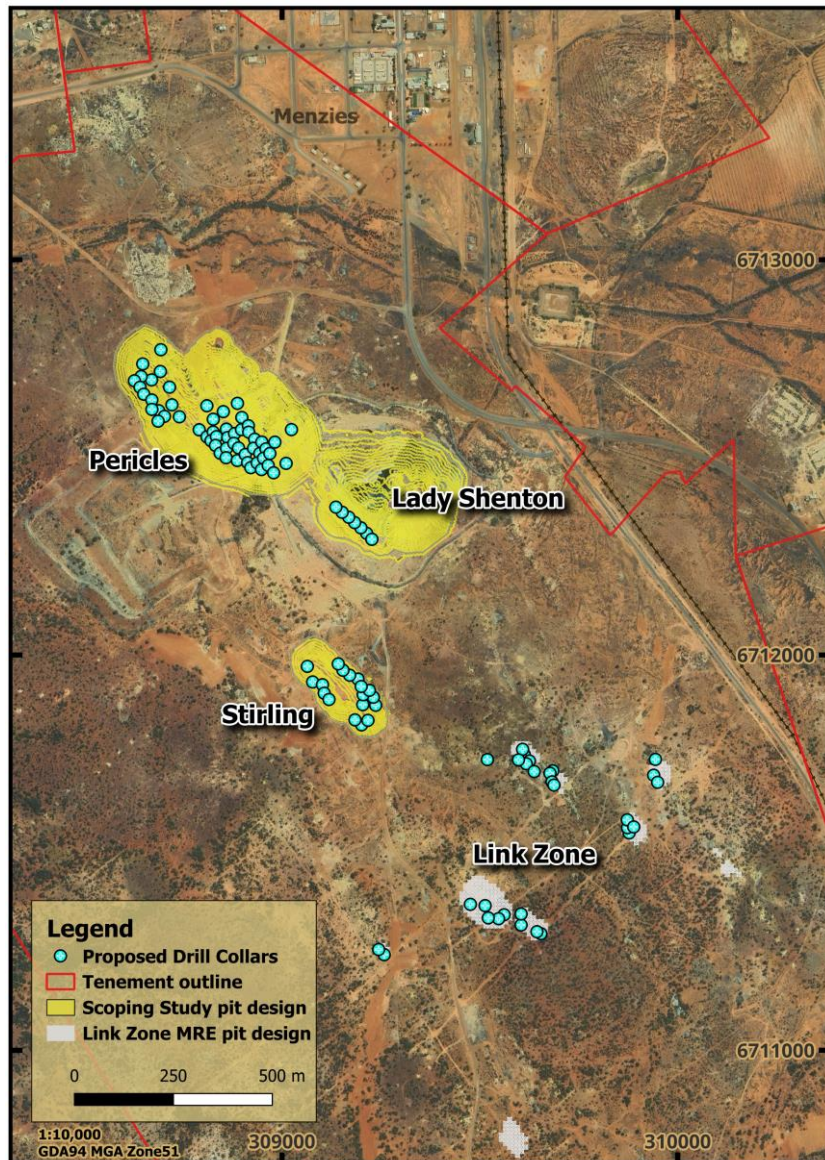 Menzies
6713000
Pericles
Lady Shenton
6712000
Stirling
Link Zone
Legend
Proposed Drill Collars
Tenement outline
Scoping Study pit design
Link Zone MRE pit design
6711000
0 250 500 m
1:10,000
GDA94 MGA Zone51
309000
310000